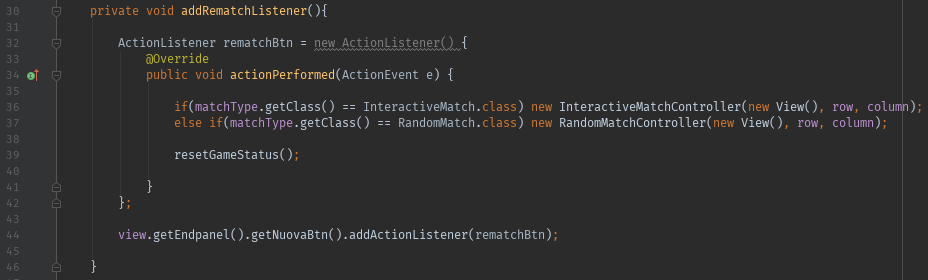 30 private void addRematchListener(){
31
32 ActionListener rematchBtn = new ActionListener() {
33 @Override
34 public void actionPerformed(ActionEvent e) {
35
36 if(matchType.getClass() == InteractiveMatch.class) new InteractiveMatchController(new View(), row, column);
37 else if(matchType.getClass() == RandomMatch.class) new RandomMatchController(new View(), row, column);
38
39 resetGameStatus();
40
41 }
42 };
43
44 view.getEndpanel().getNuovaBtn().addActionListener(rematchBtn);
45
46 }